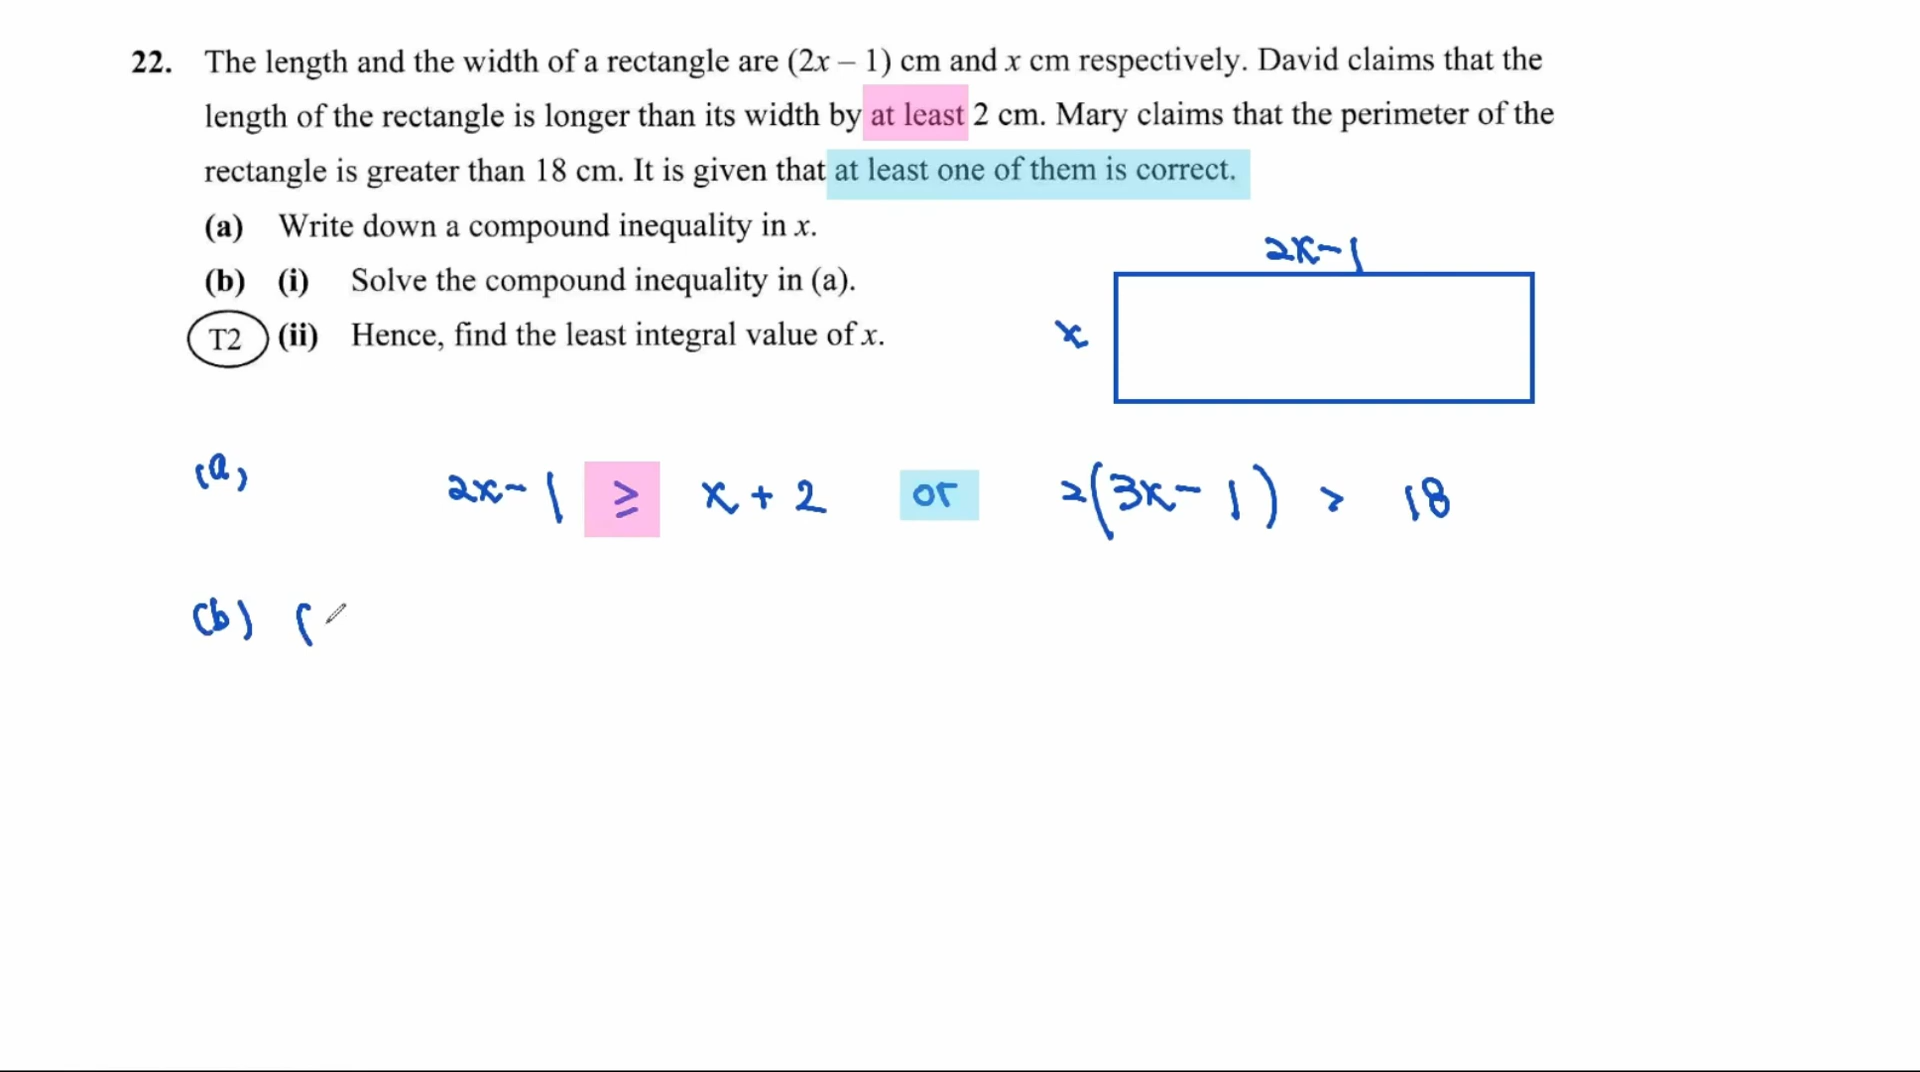 22. The length and the width of a rectangle are (2x – 1) cm and x cm respectively. David claims that the
length of the rectangle is longer than its width by at least 2 cm. Mary claims that the perimeter of the
rectangle is greater than 18 cm. It is given that at least one of them is correct.
(a) Write down a compound inequality in x.
(b) (i) Solve the compound inequality in (a).
T2 (ii) Hence, find the least integral value of x.
2x-1
x
(a) 2x-1 ≥ x + 2 or 2(3x-1) > 18
(b) (